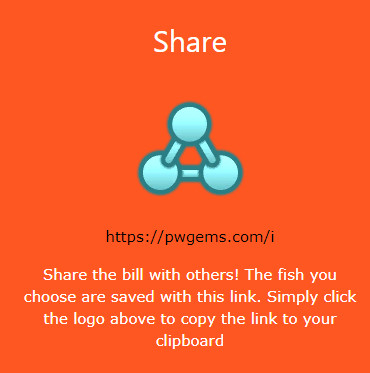 Share
https://pwgems.com/i
Share the bill with others! The fish you
choose are saved with this link. Simply click
the logo above to copy the link to your
clipboard